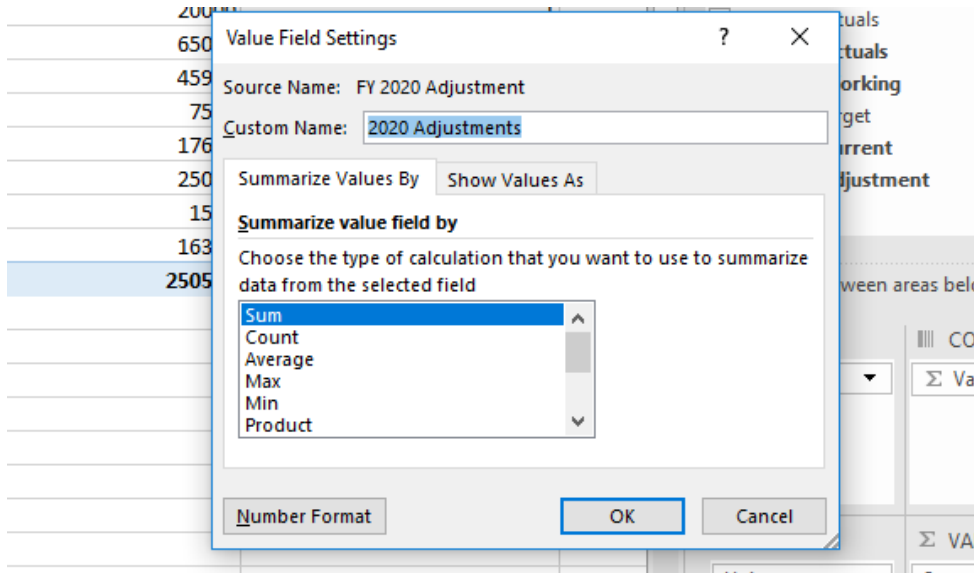 Value Field Settings ? ×
Source Name: FY 2020 Adjustment
Custom Name: 2020 Adjustments
Summarize Values By Show Values As
Summarize value field by
Choose the type of calculation that you want to use to summarize
data from the selected field
Sum
Count
Average
Max
Min
Product
Number Format OK Cancel
650
459
75
176
250
15
163
2505
tuals
ctuals
orking
rget
urrent
djustment
ween areas bel
CO
Σ Va
Σ VA